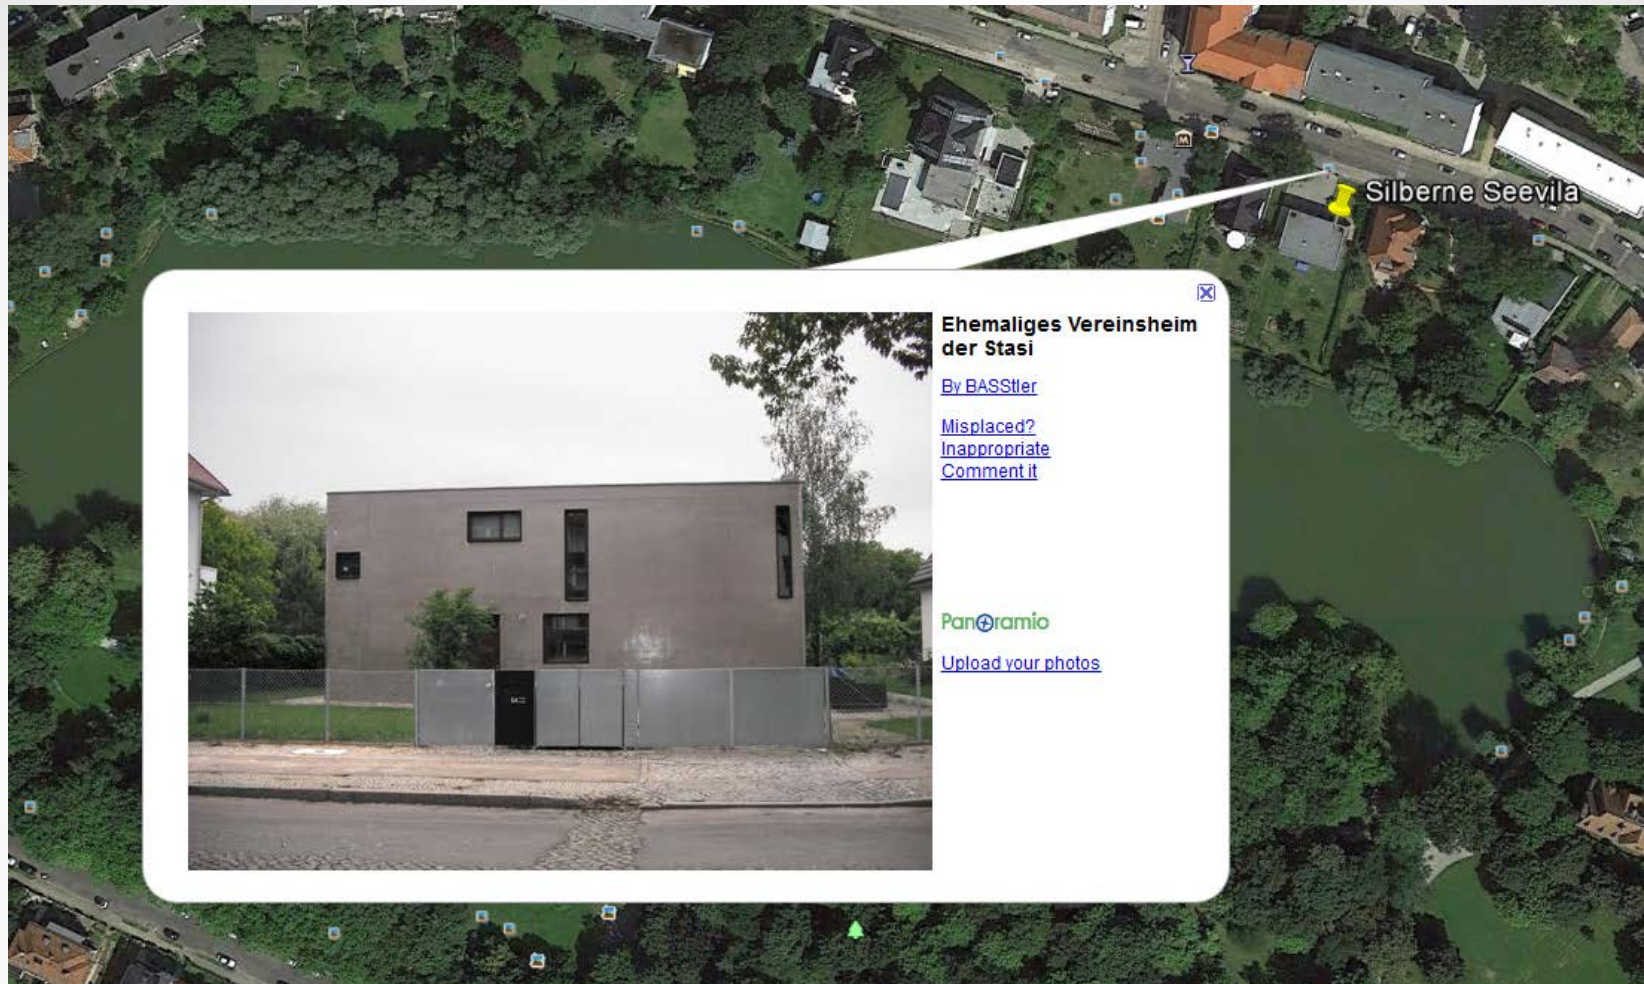 M
Silberne Seevila
Ehemaliges Vereinsheim
der Stasi
By BASStler
Misplaced?
Inappropriate
Comment it
Panoramio
Upload your photos